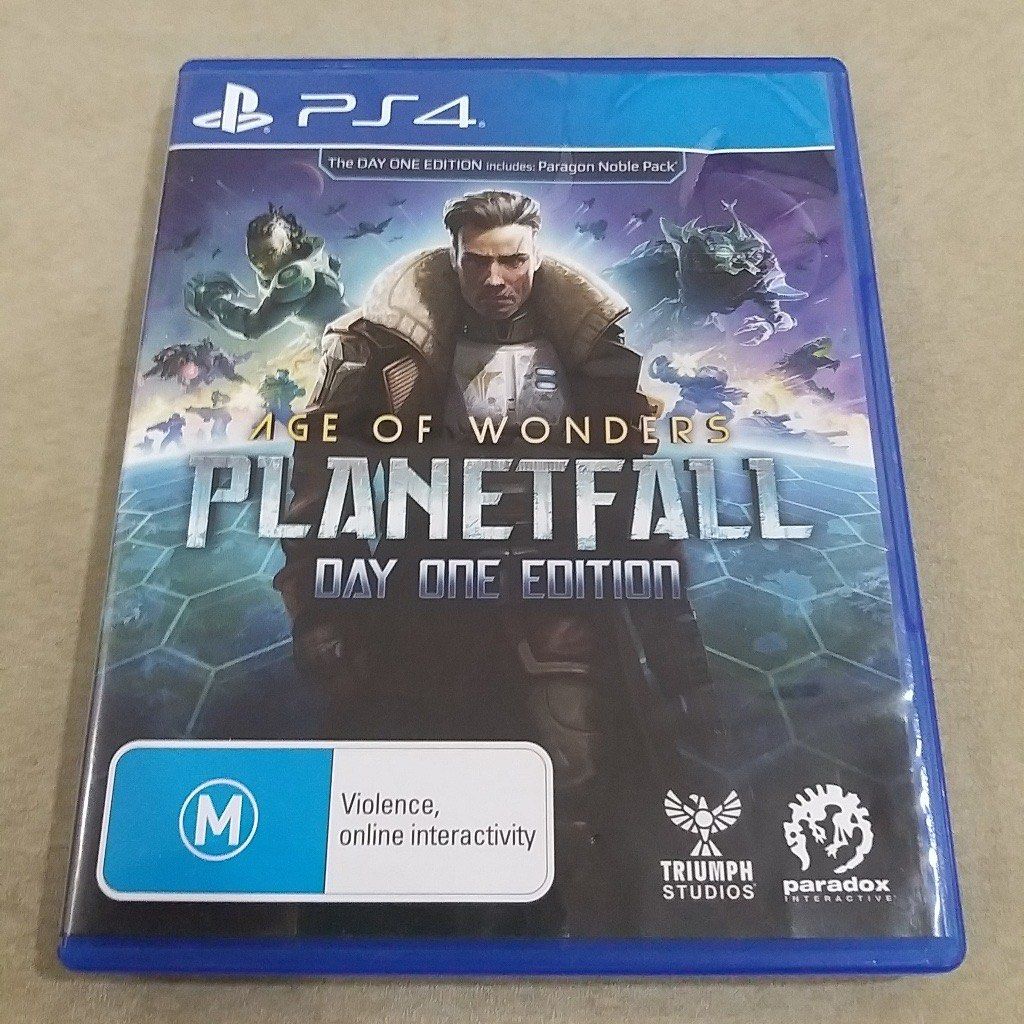 PS4
The DAY ONE EDITION includes: Paragon Noble Pack
AGE OF WONDERS
PLANETFALL
DAY ONE EDITION
M
Violence,
online interactivity
TRIUMPH
STUDIOS
paradox
INTERACTIVE